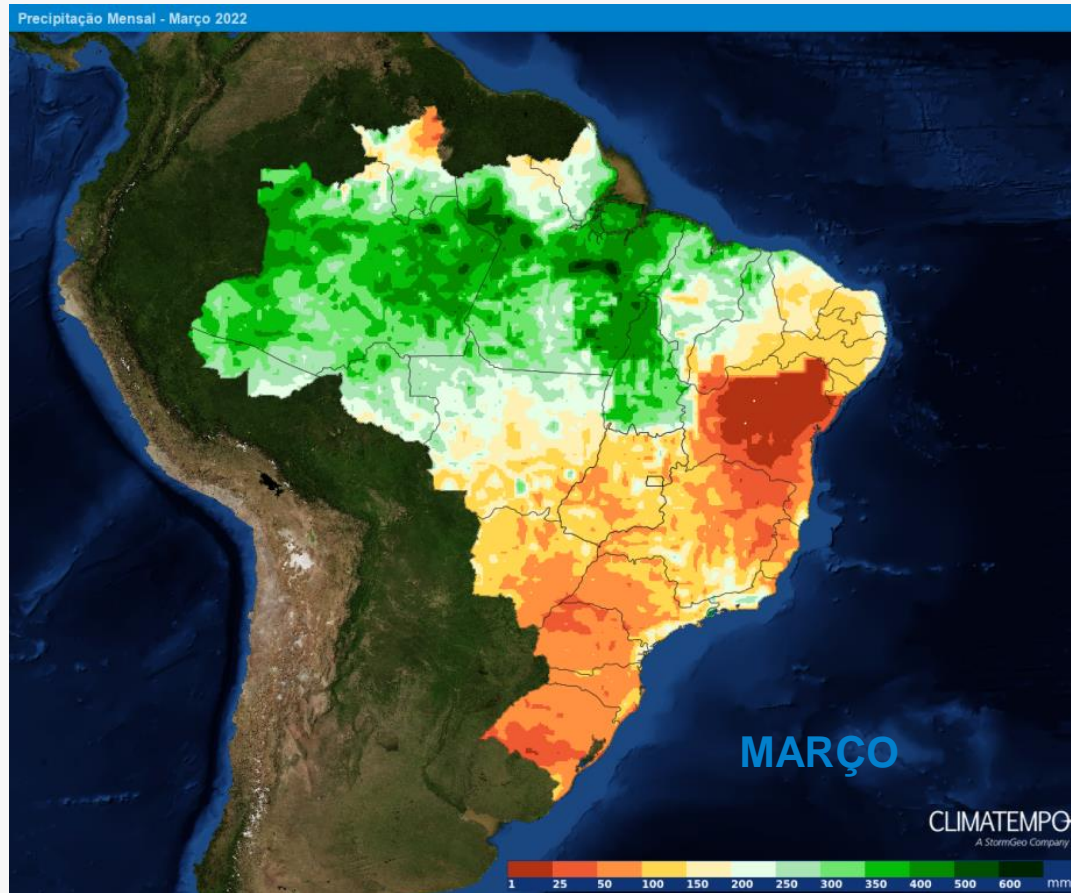 Precipitação Mensal - Março 2022
MARÇO
CLIMATEMPO
A StormGeo Company
1 25 50 100 150 200 250 300 350 400 500 600 mm